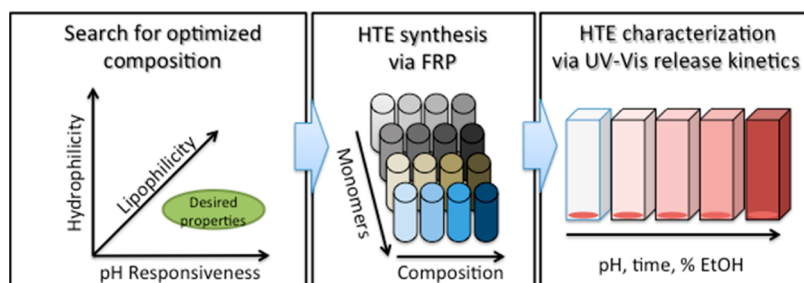 Search for optimized
composition
Hydrophilicity
Lipophilicity
Desired
properties
pH Responsiveness
HTE synthesis
via FRP
Monomers
Composition
HTE characterization
via UV-Vis release kinetics
pH, time, % EtOH